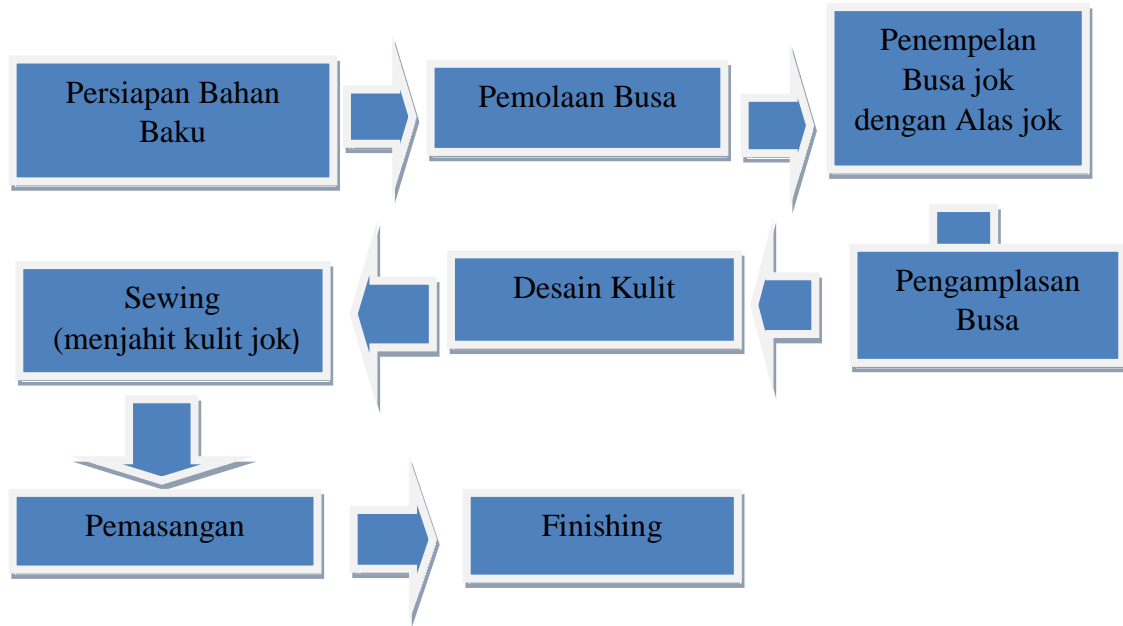 Persiapan Bahan
Baku
Pemolaan Busa
Penempelan
Busa jok
dengan Alas jok
Pengamplasan
Busa
Desain Kulit
Sewing
(menjahit kulit jok)
Pemasangan
Finishing